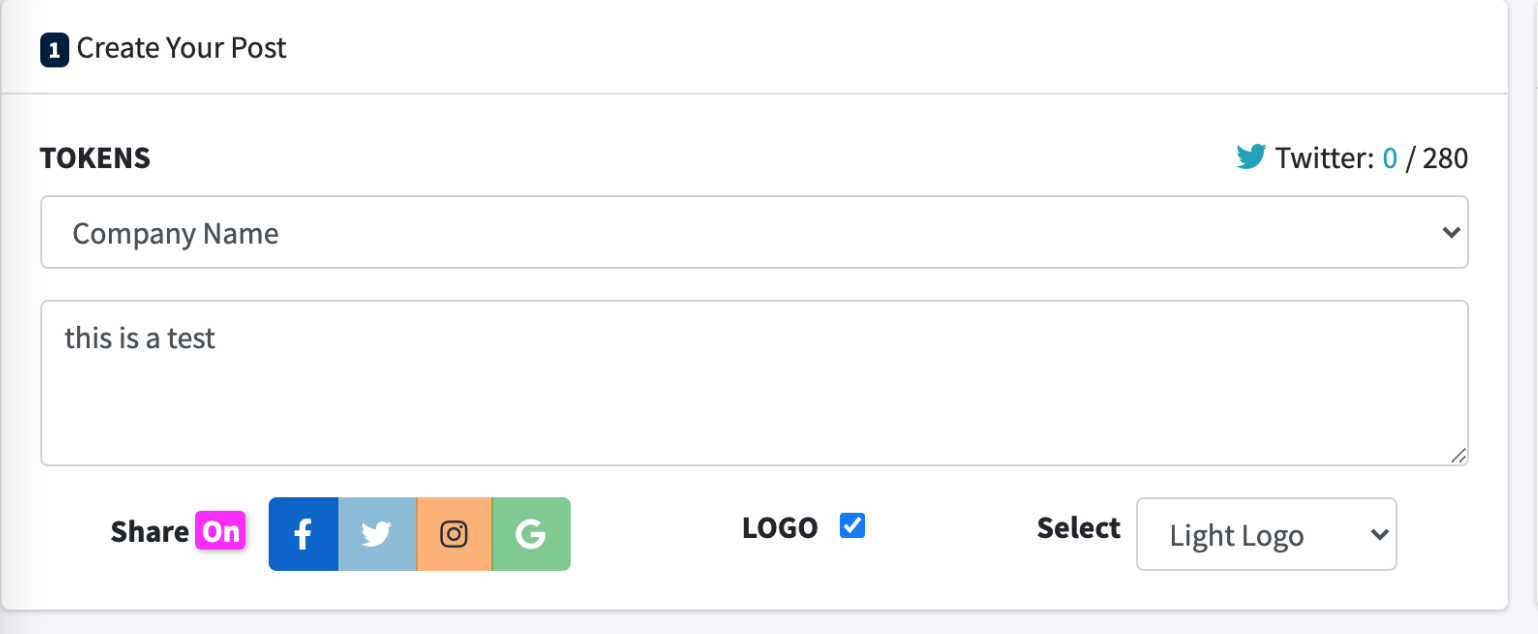 1 Create Your Post
TOKENS
Twitter: 0 / 280
Company Name
this is a test
Share On
LOGO
Select
Light Logo